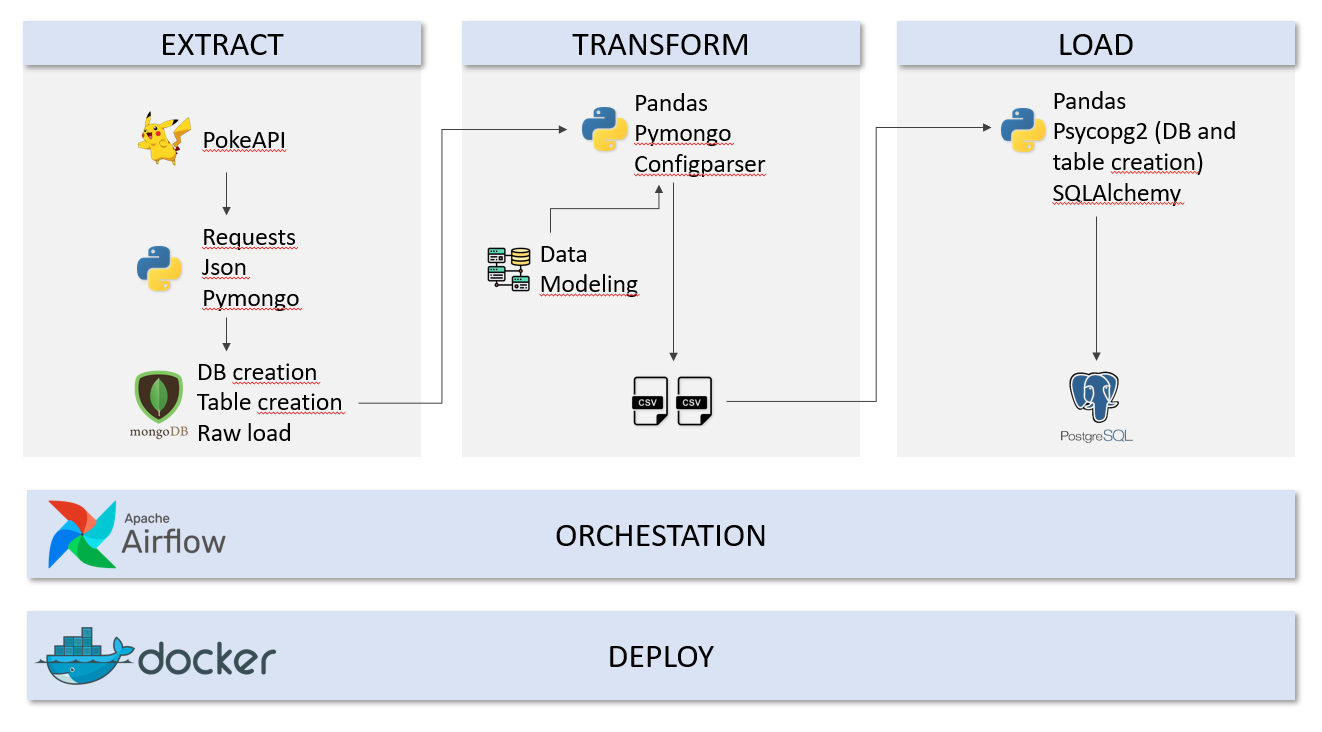 EXTRACT
PokeAPI
Requests
Json
Pymongo
DB creation
Table creation
Raw load
mongoDB
TRANSFORM
Pandas
Pymongo
Configparser
Data
Modeling
CSV CSV
LOAD
Pandas
Psycopg2 (DB and
table creation)
SQLAlchemy
PostgreSQL
Apache
Airflow
ORCHESTATION
docker
DEPLOY